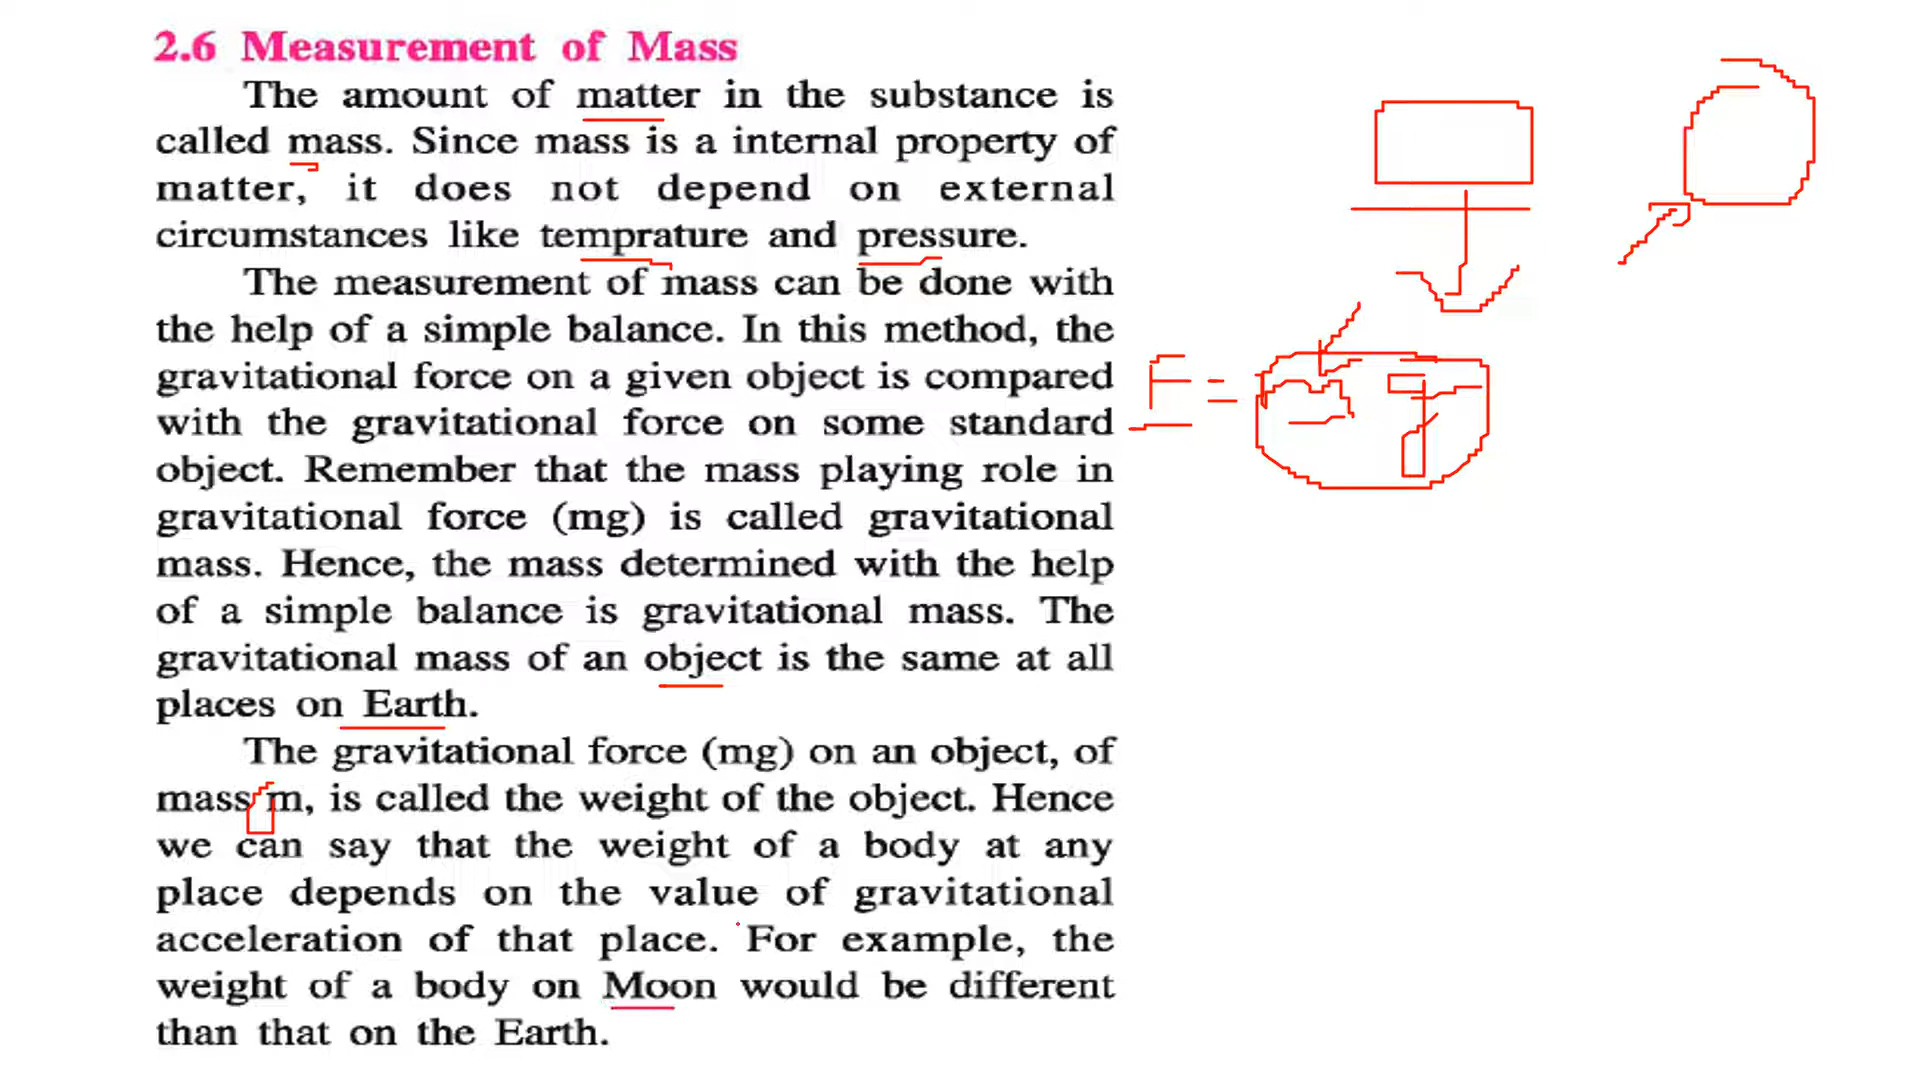 2.6 Measurement of Mass
The amount of matter in the substance is
called mass. Since mass is a internal property of
matter, it does not depend on external
circumstances like temprature and pressure.
The measurement of mass can be done with
the help of a simple balance. In this method, the
gravitational force on a given object is compared
with the gravitational force on some standard
object. Remember that the mass playing role in
gravitational force (mg) is called gravitational
mass. Hence, the mass determined with the help
of a simple balance is gravitational mass. The
gravitational mass of an object is the same at all
places on Earth.
The gravitational force (mg) on an object, of
mass m, is called the weight of the object. Hence
we can say that the weight of a body at any
place depends on the value of gravitational
acceleration of that place. For example, the
weight of a body on Moon would be different
than that on the Earth.
F =